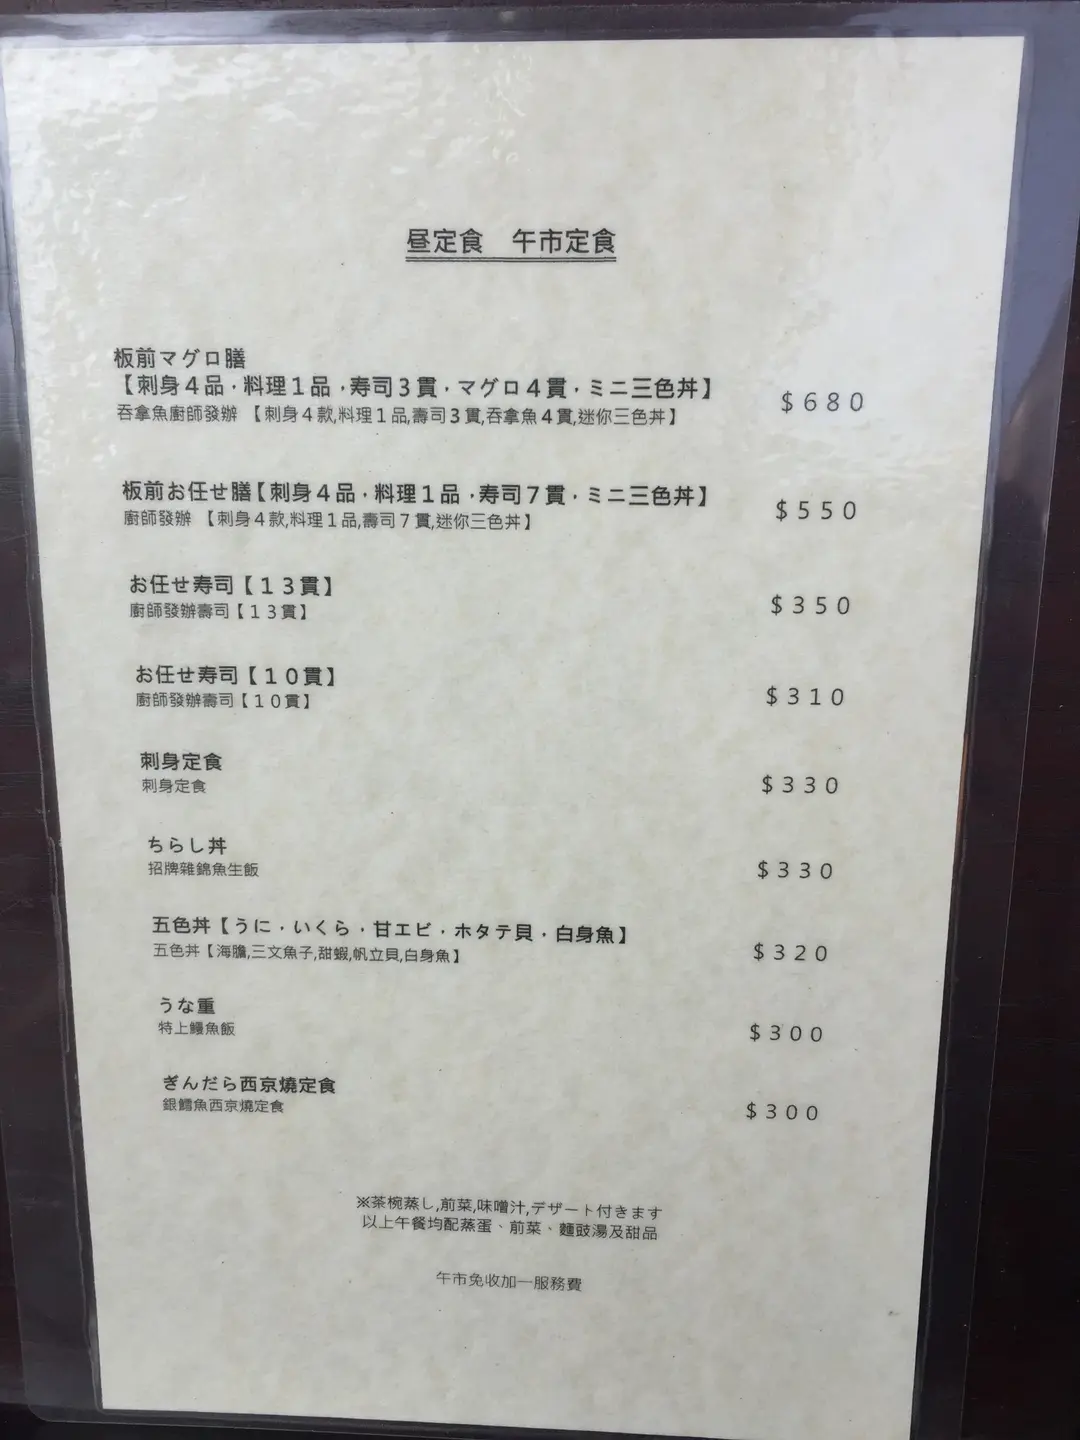 昼定食　午市定食
板前マグロ膳
【刺身４品・料理１品・寿司３貫・マグロ４貫・ミニ三色丼】
$680
吞拿魚廚師發辦 【刺身４款,料理１品,壽司３貫,吞拿魚４貫,迷你三色丼】
板前お任せ膳【刺身４品・料理１品・寿司７貫・ミニ三色丼】
$550
廚師發辦 【刺身４款,料理１品,壽司７貫,迷你三色丼】
お任せ寿司【１３貫】
$350
廚師發辦壽司【１３貫】
お任せ寿司【１０貫】
$310
廚師發辦壽司【１０貫】
刺身定食
$330
刺身定食
ちらし丼
$330
招牌雜錦魚生飯
五色丼【うに・いくら・甘エビ・ホタテ貝・白身魚】
$320
五色丼【海膽,三文魚子,甜蝦,帆立貝,白身魚】
うな重
$300
特上鰻魚飯
ぎんだら西京燒定食
$300
銀鱈魚西京燒定食
※茶椀蒸し,前菜,味噌汁,デザート付きます
以上午餐均配蒸蛋、前菜、麵豉湯及甜品
午市免收加一服務費